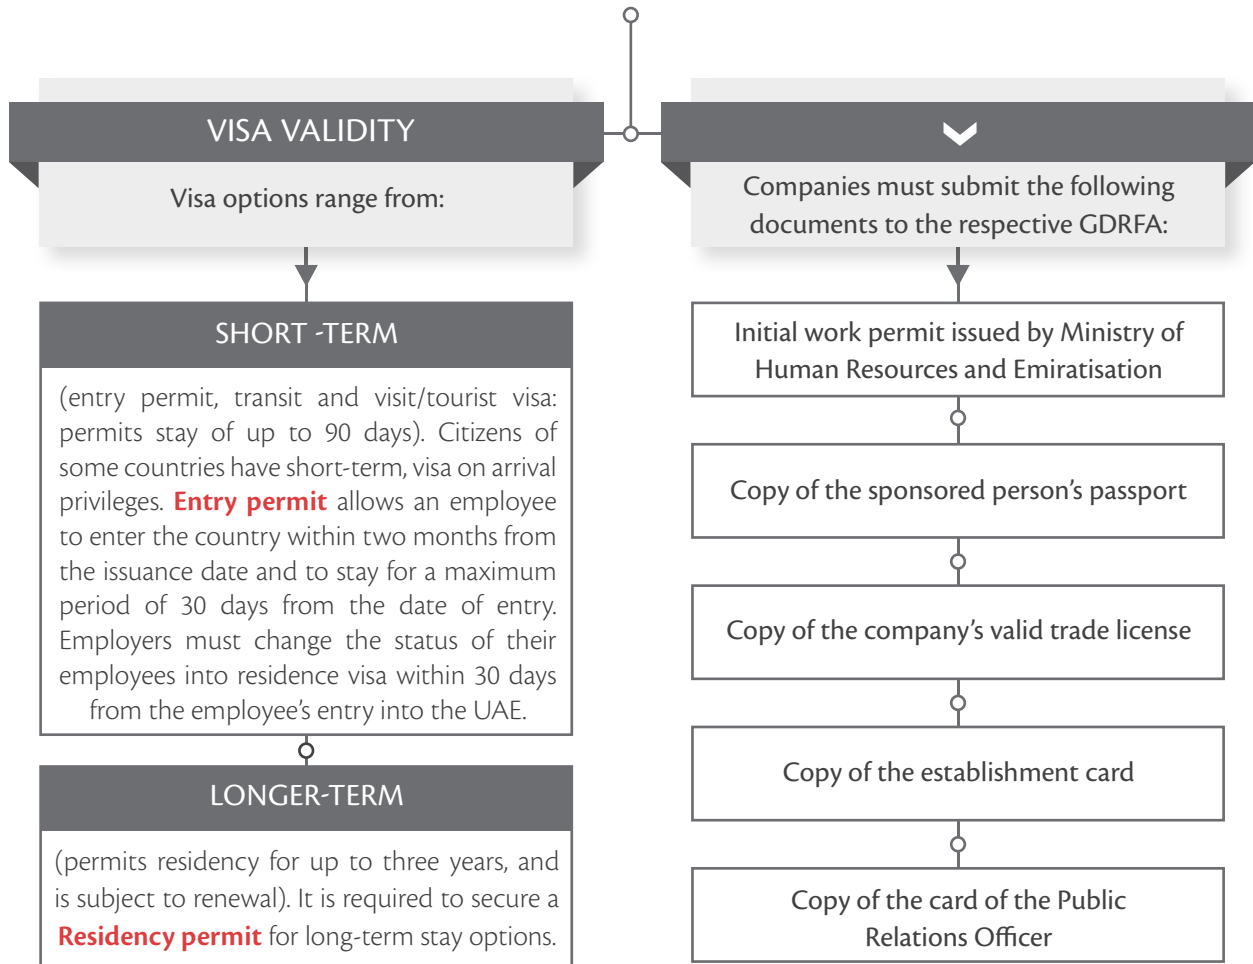 VISA VALIDITY
Visa options range from:
SHORT -TERM
(entry permit, transit and visit/tourist visa:
permits stay of up to 90 days). Citizens of
some countries have short-term, visa on arrival
privileges. Entry permit allows an employee
to enter the country within two months from
the issuance date and to stay for a maximum
period of 30 days from the date of entry.
Employers must change the status of their
employees into residence visa within 30 days
from the employee’s entry into the UAE.
LONGER-TERM
(permits residency for up to three years, and
is subject to renewal). It is required to secure a
Residency permit for long-term stay options.
Companies must submit the following
documents to the respective GDRFA:
Initial work permit issued by Ministry of
Human Resources and Emiratisation
Copy of the sponsored person’s passport
Copy of the company’s valid trade license
Copy of the establishment card
Copy of the card of the Public
Relations Officer